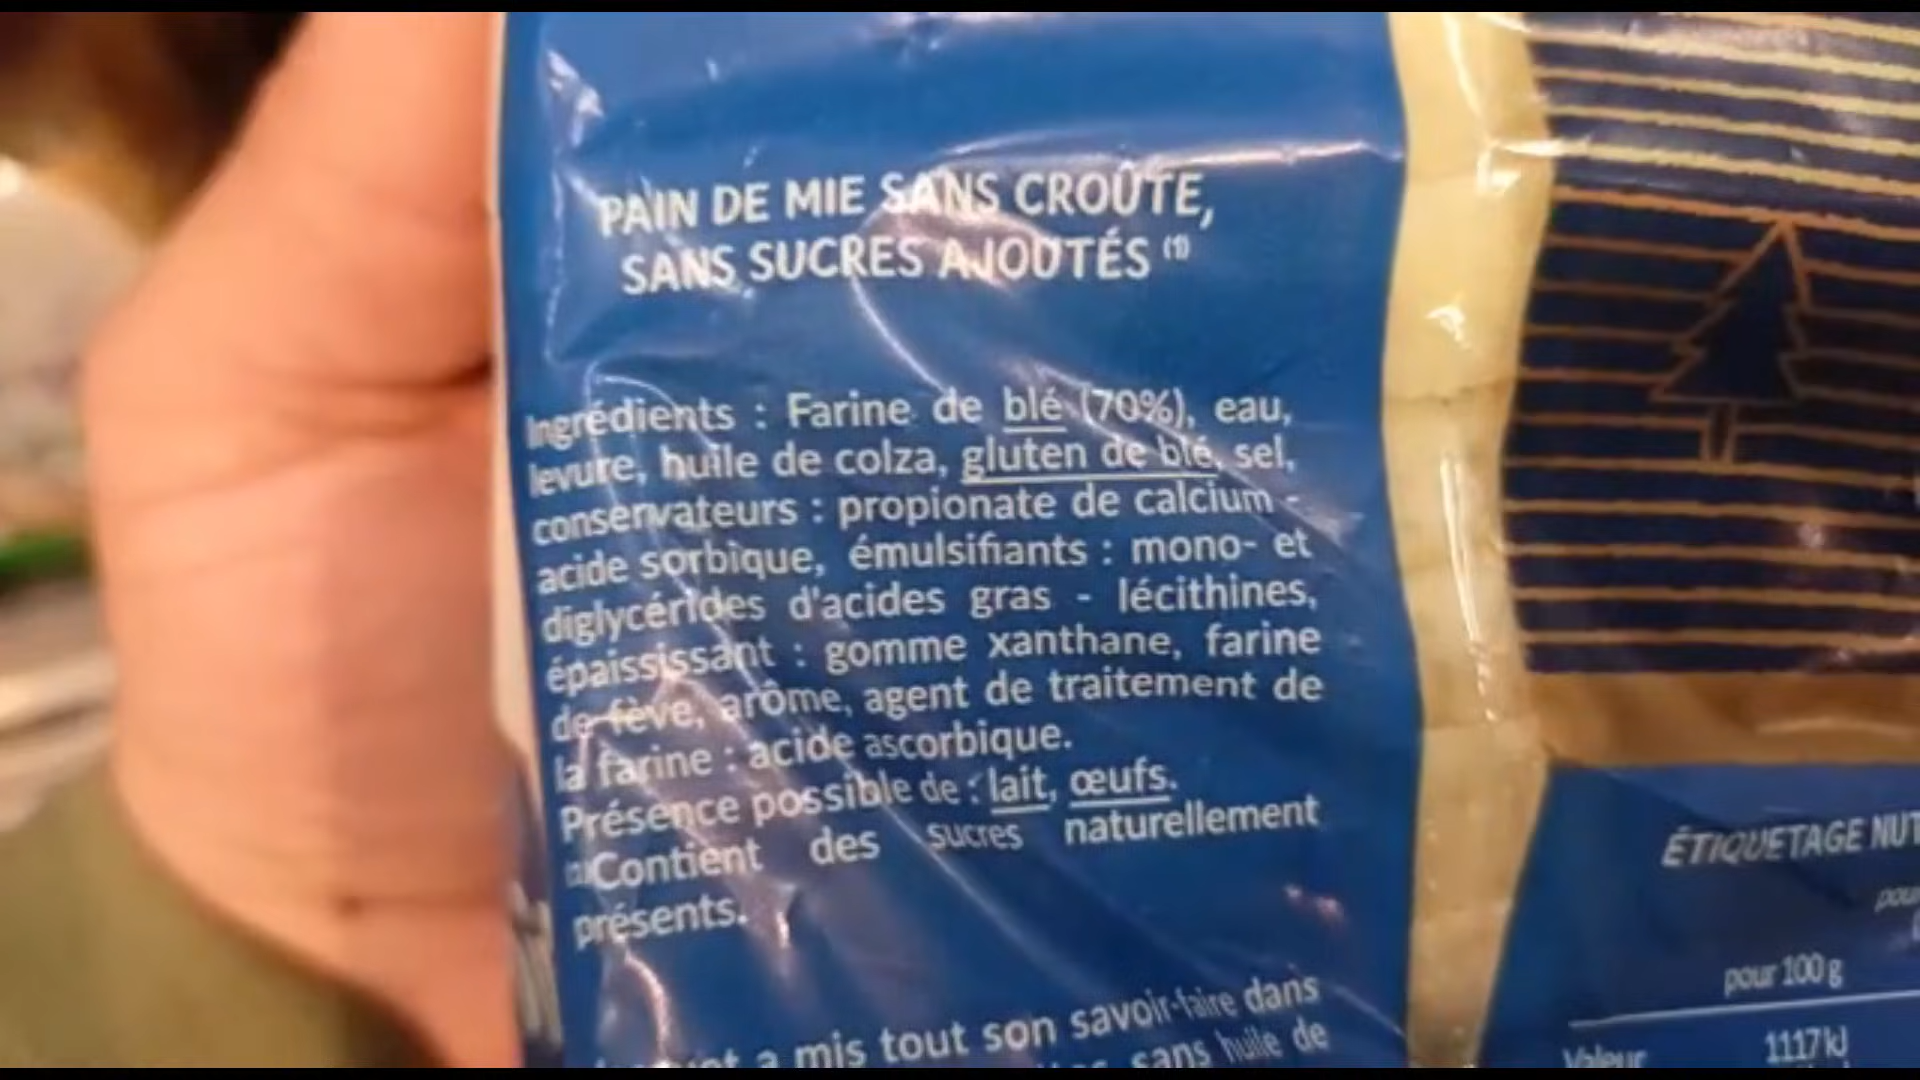 PAIN DE MIE SANS CROÛTE,
SANS SUCRES AJOUTÉS (1)
Ingrédients : Farine de blé (70%), eau,
levure, huile de colza, gluten de blé, sel,
conservateurs : propionate de calcium -
acide sorbique, émulsifiants : mono- et
diglycérides d'acides gras - lécithines,
épaississant : gomme xanthane, farine
de fève, arôme, agent de traitement de
la farine : acide ascorbique.
Présence possible de : lait, œufs.
Contient des sucres naturellement
présents.
a mis tout son savoir-faire dans
sans huile de
ÉTIQUETAGE
pour 100 g
Valeur 1117 kJ